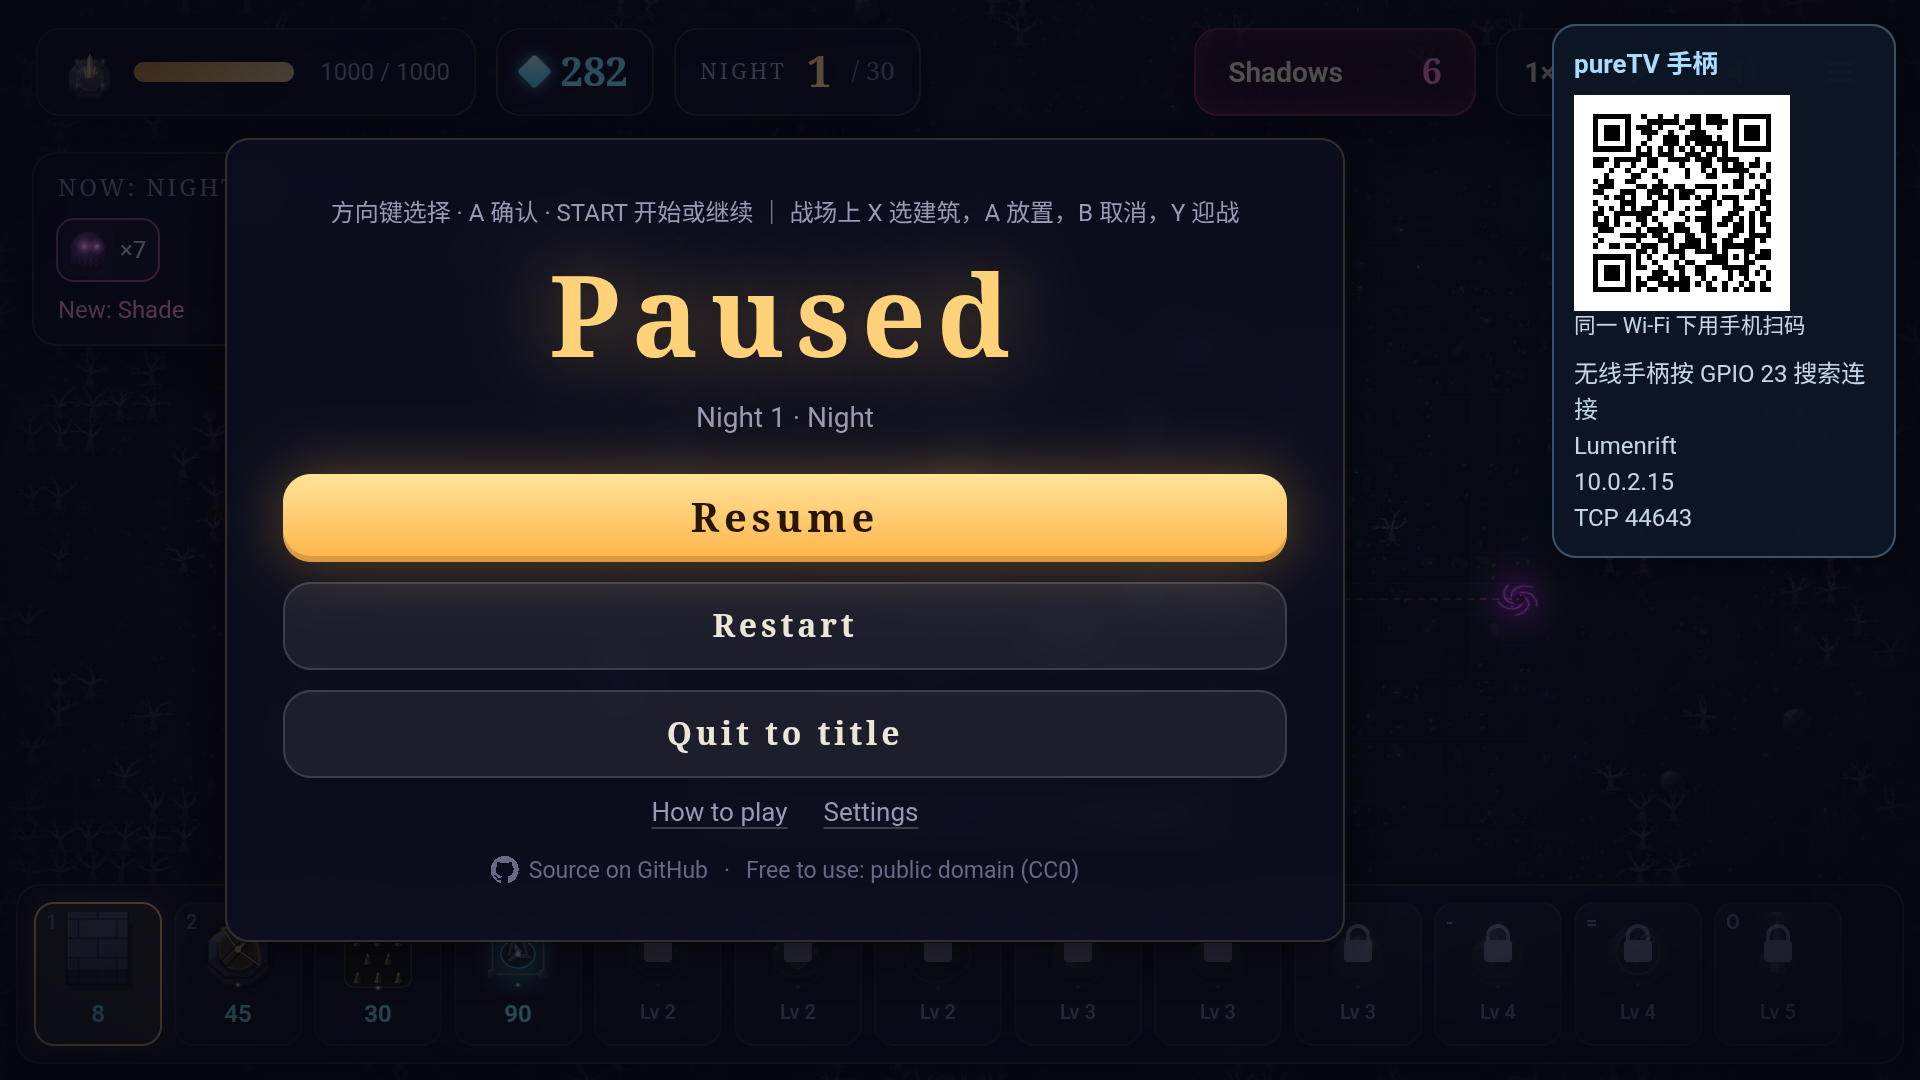 1000 / 1000
282
NIGHT 1 / 30
Shadows 6
1×
pureTV 手柄
同一 Wi-Fi 下用手机扫码
无线手柄按 GPIO 23 搜索连
接
Lumenrift
10.0.2.15
TCP 44643
NOW: NIGHT
×7
New: Shade
方向键选择 · A 确认 · START 开始或继续 ｜ 战场上 X 选建筑，A 放置，B 取消，Y 迎战
Paused
Night 1 · Night
Resume
Restart
Quit to title
How to play Settings
Source on GitHub · Free to use: public domain (CC0)
1 2 - = O
8 45 30 90 Lv 2 Lv 2 Lv 2 Lv 3 Lv 3 Lv 3 Lv 4 Lv 4 Lv 5